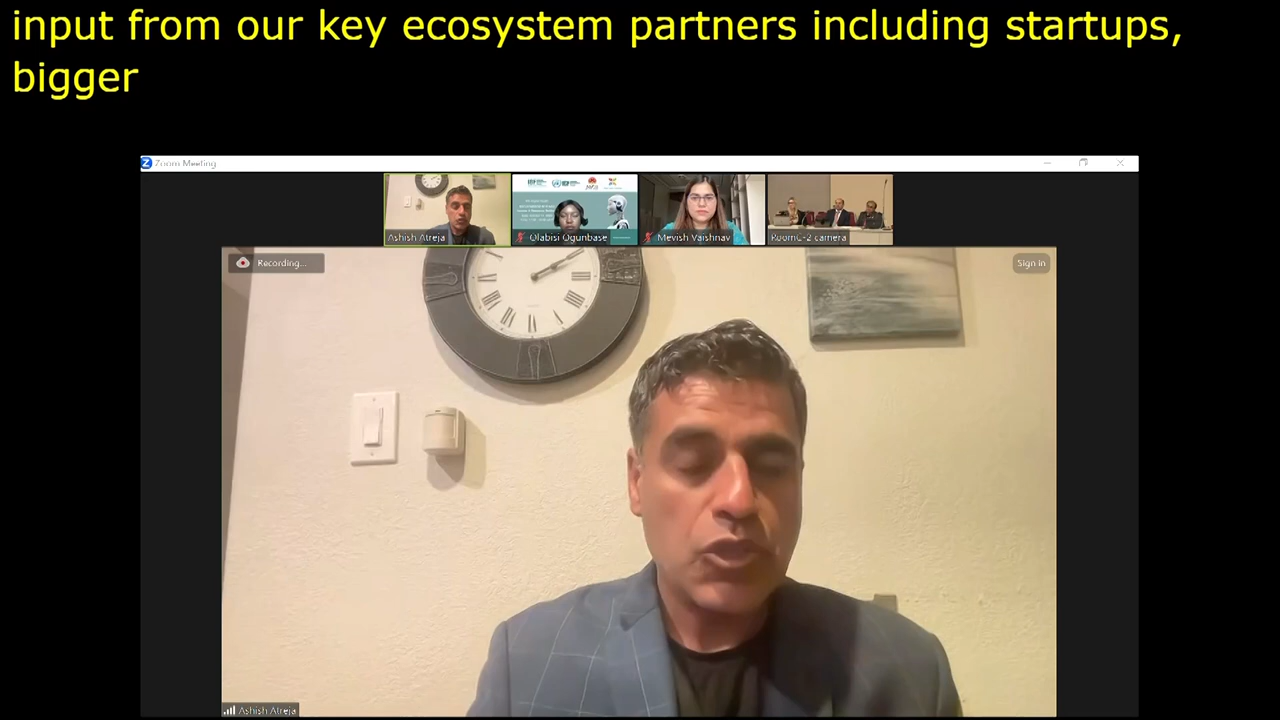 input from our key ecosystem partners including startups,
bigger
Zoom Meeting
Ashish Atreja
Olabisi Ogunbase
Mevish Vaishnav
RoomC-2 camera
Recording...
Sign in
Ashish Atreja